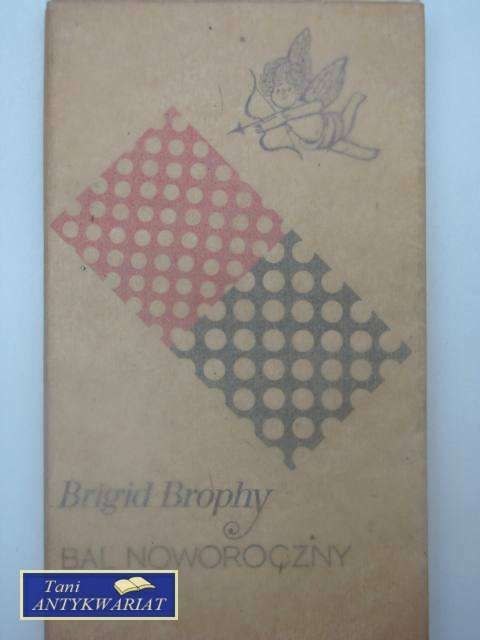 Brigid Brophy
BAL NOWOROCZNY
Tani
ANTYKWARIAT